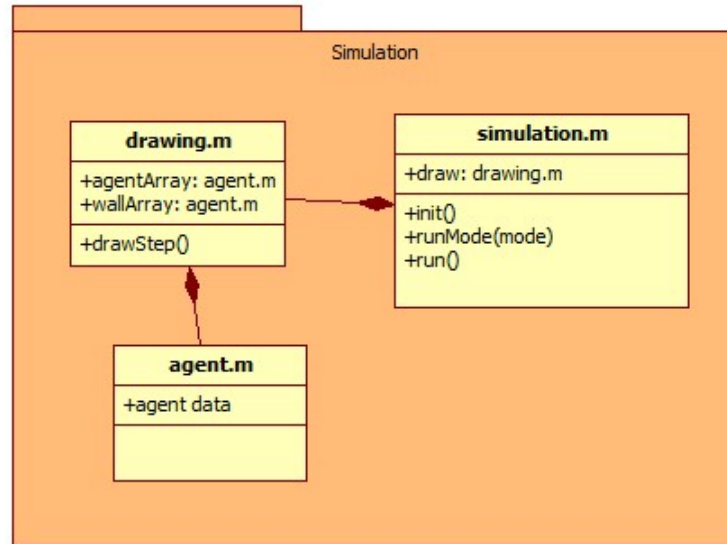 Simulation
drawing.m
+agentArray: agent.m
+wallArray: agent.m
+drawStep()
simulation.m
+draw: drawing.m
+init()
+runMode(mode)
+run()
agent.m
+agent data